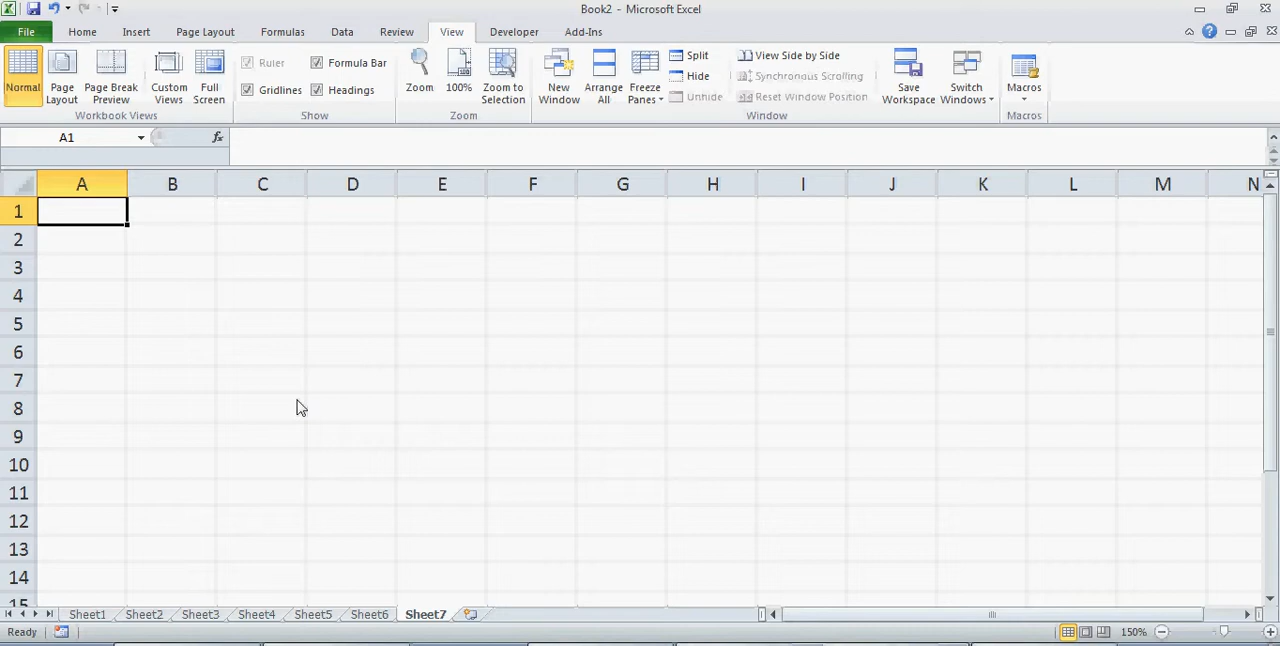 Book2 - Microsoft Excel
File Home Insert Page Layout Formulas Data Review View Developer Add-Ins
Normal Page Layout Page Break Preview Custom Views Full Screen
Workbook Views
Ruler Formula Bar
Gridlines Headings
Show
Zoom 100% Zoom to Selection
Zoom
New Window Arrange All Freeze Panes
Split
Hide
Unhide
View Side by Side
Synchronous Scrolling
Reset Window Position
Save Workspace Switch Windows
Window
Macros
Macros
A1 fx
A B C D E F G H I J K L M N
1
2
3
4
5
6
7
8
9
10
11
12
13
14
15
Sheet1 Sheet2 Sheet3 Sheet4 Sheet5 Sheet6 Sheet7
Ready 150%